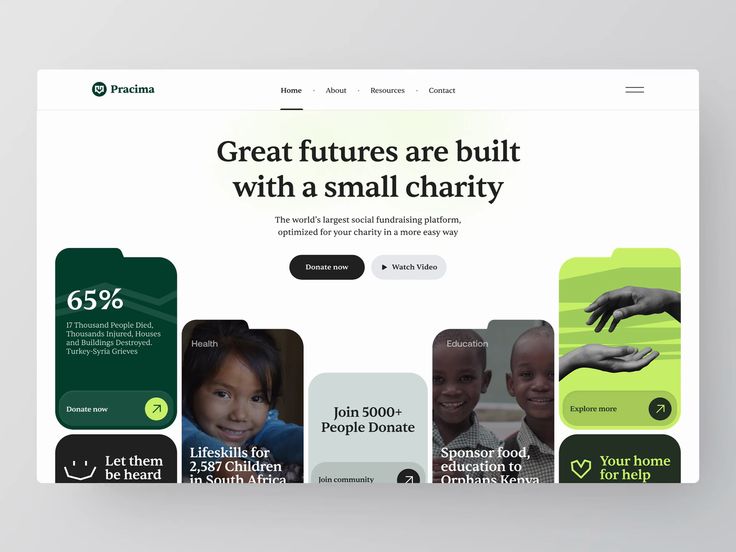 Pracima
Home
About
Resources
Contact
Great futures are built
with a small charity
The world's largest social fundraising platform,
optimized for your charity in a more easy way
Donate now
Watch Video
65%
17 Thousand People Died,
Thousands Injured, Houses
and Buildings Destroyed.
Turkey-Syria Grieves
Donate now
Let them
be heard
Health
Lifeskills for
2,587 Children
in South Africa
Join 5000+
People Donate
Join community
Education
Sponsor food,
education to
Orphans Kenya
Explore more
Your home
for help